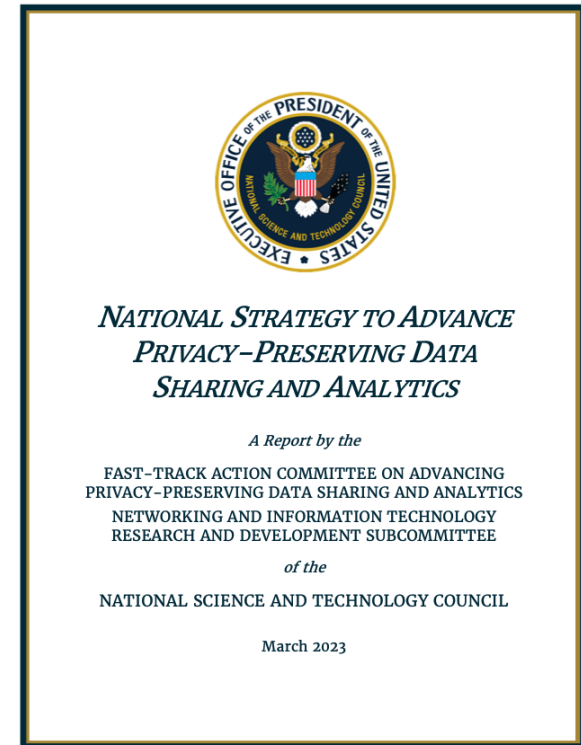 EXECUTIVE OFFICE OF THE PRESIDENT OF THE UNITED STATES
NATIONAL SCIENCE AND TECHNOLOGY COUNCIL
NATIONAL STRATEGY TO ADVANCE
PRIVACY-PRESERVING DATA
SHARING AND ANALYTICS
A Report by the
FAST-TRACK ACTION COMMITTEE ON ADVANCING
PRIVACY-PRESERVING DATA SHARING AND ANALYTICS
NETWORKING AND INFORMATION TECHNOLOGY
RESEARCH AND DEVELOPMENT SUBCOMMITTEE
of the
NATIONAL SCIENCE AND TECHNOLOGY COUNCIL
March 2023